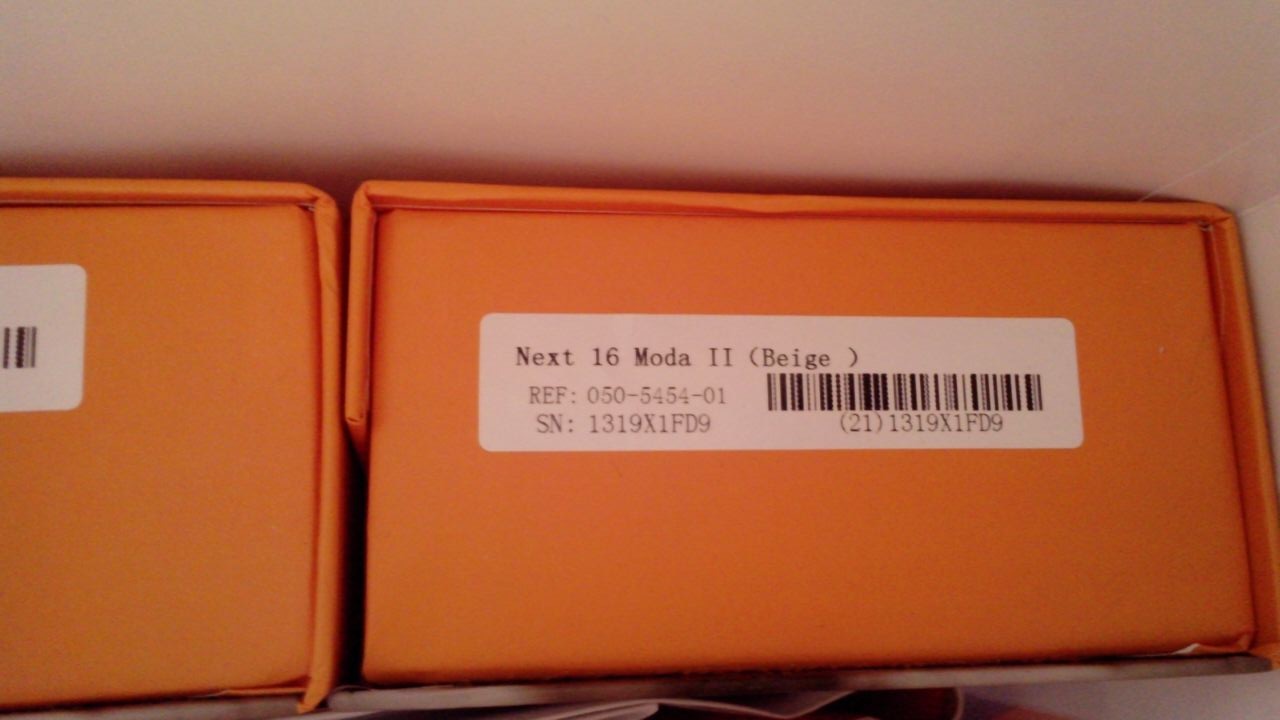 Next 16 Moda II (Beige )
REF: 050-5454-01
SN: 1319X1FD9
(21)1319X1FD9